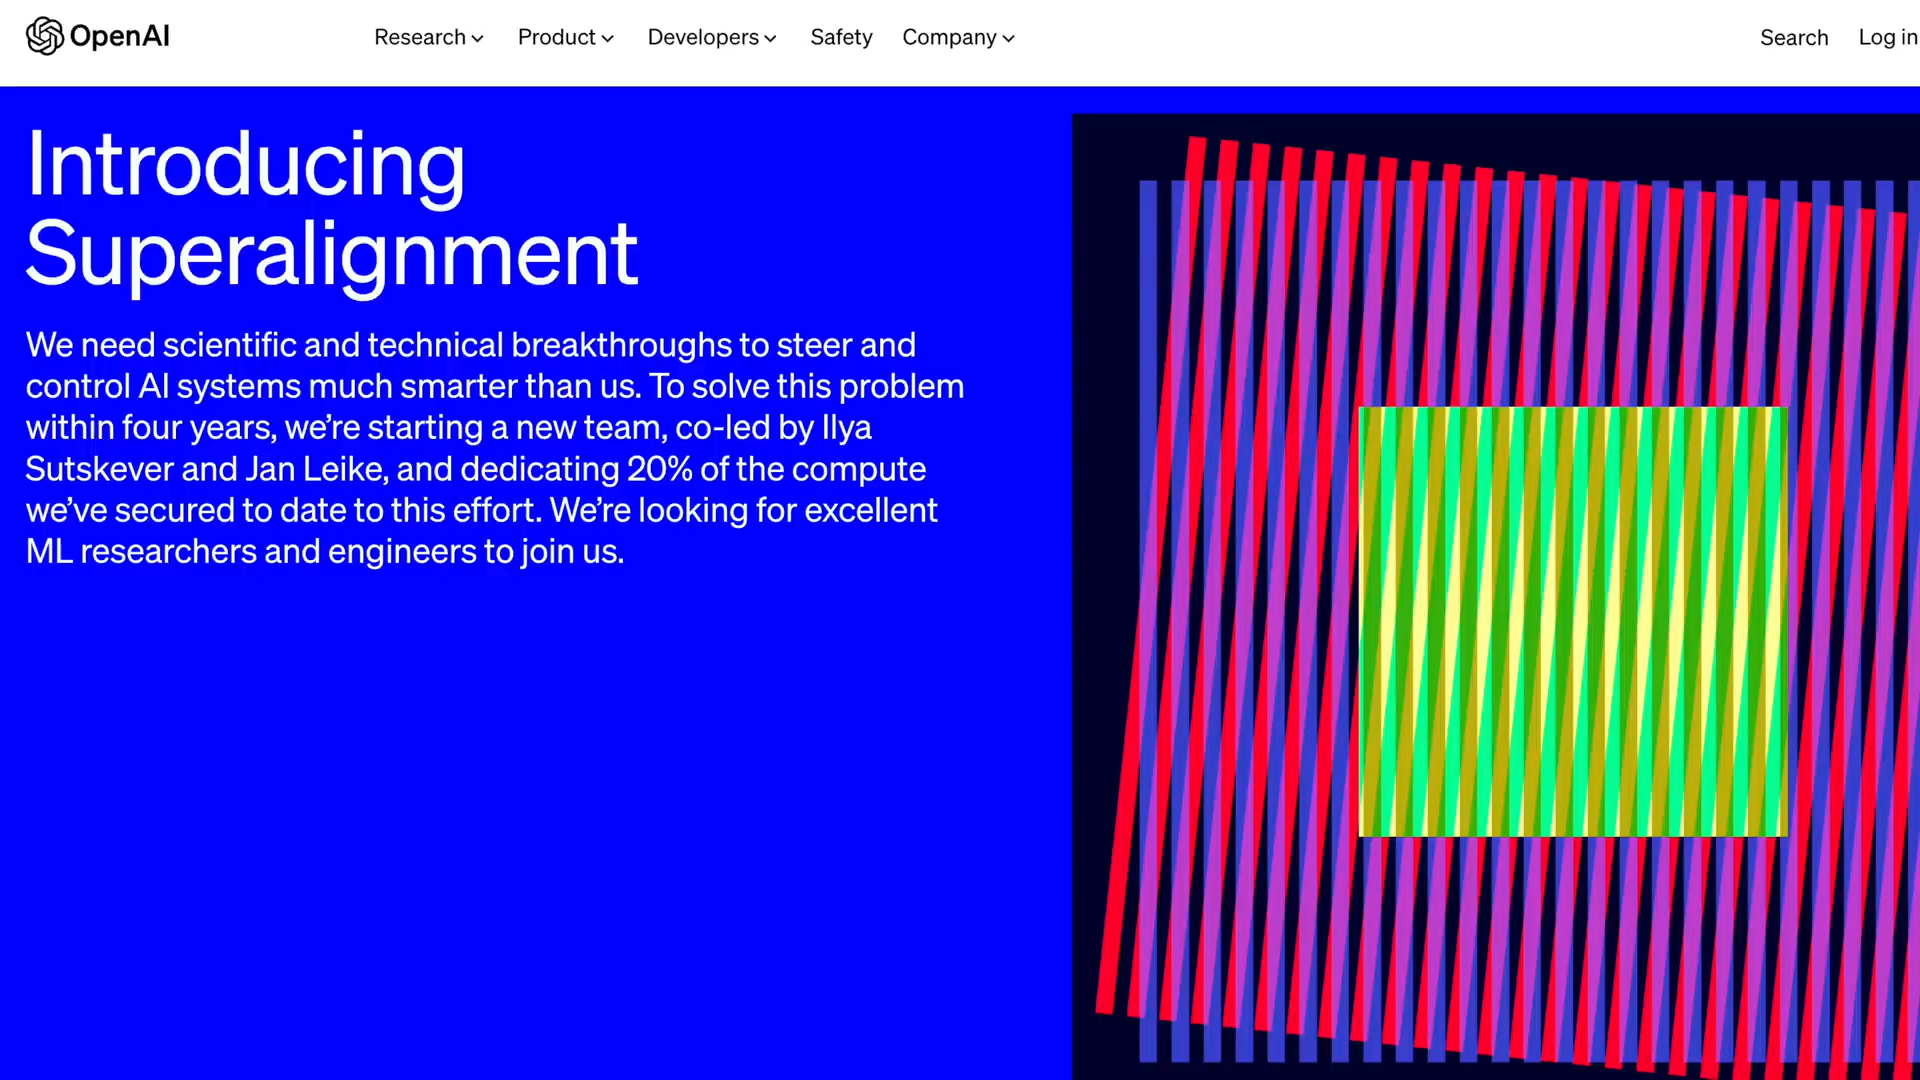 OpenAI
Research Product Developers Safety Company Search Log in
Introducing
Superalignment
We need scientific and technical breakthroughs to steer and
control AI systems much smarter than us. To solve this problem
within four years, we’re starting a new team, co-led by Ilya
Sutskever and Jan Leike, and dedicating 20% of the compute
we’ve secured to date to this effort. We’re looking for excellent
ML researchers and engineers to join us.